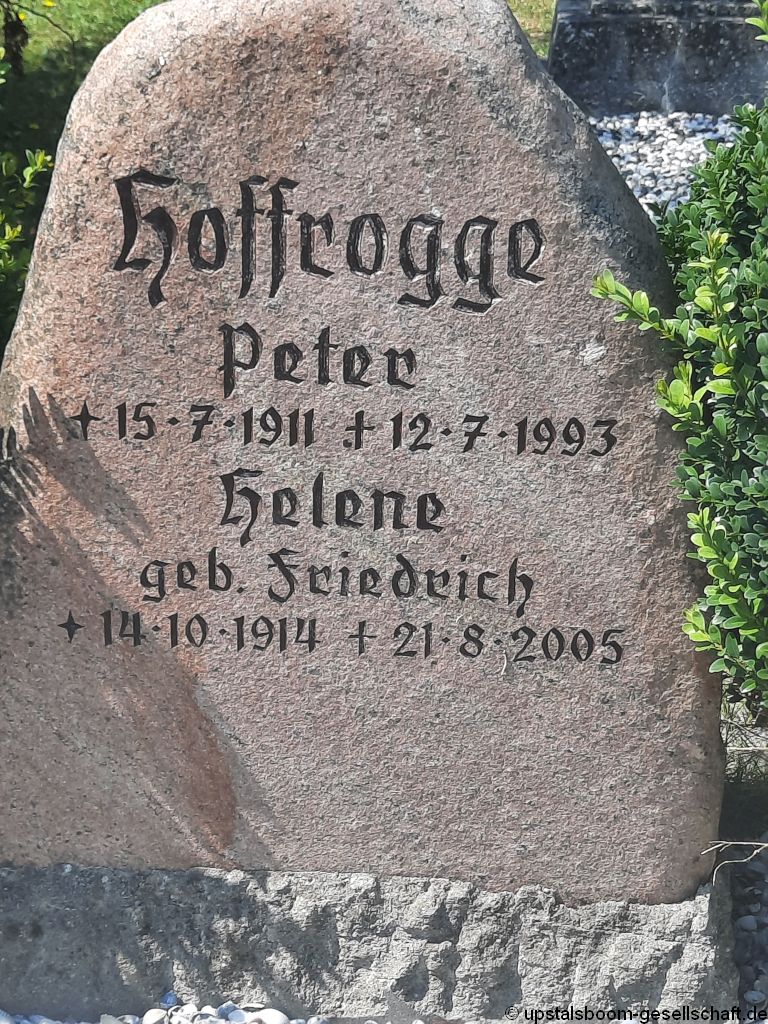 Hoffrogge
Peter
✦15·7·1911 ✝12·7·1993
Helene
geb. Friedrich
✦14·10·1914 ✝21·8·2005
© upstalsboom-gesellschaft.de